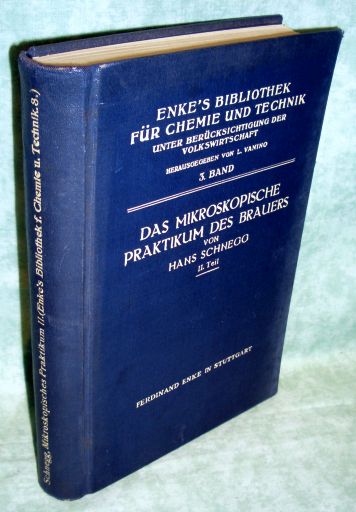 ENKE'S BIBLIOTHEK
FÜR CHEMIE UND TECHNIK
UNTER BERÜCKSICHTIGUNG DER
VOLKSWIRTSCHAFT
HERAUSGEGEBEN VON L. VANINO
3. BAND
DAS MIKROSKOPISCHE
PRAKTIKUM DES BRAUERS
VON
HANS SCHNEGG
II. Teil
FERDINAND ENKE IN STUTTGART
Schnegg, Mikroskopisches Praktikum II. (Enke's Bibliothek f. Chemie u. Technik. 8.)